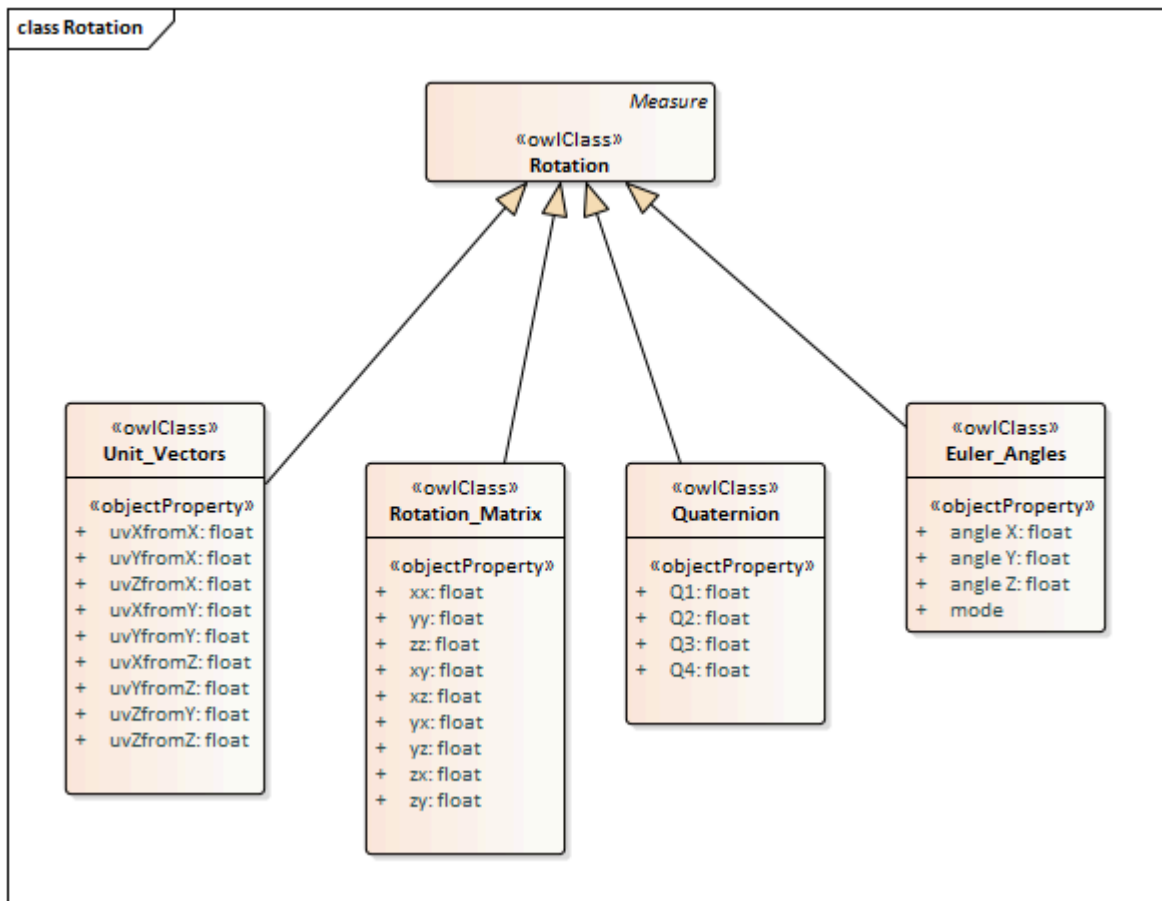 class Rotation
Measure
«owlClass»
Rotation
«owlClass»
Unit_Vectors
«objectProperty»
+ uvXfromX: float
+ uvYfromX: float
+ uvZfromX: float
+ uvXfromY: float
+ uvYfromY: float
+ uvXfromZ: float
+ uvYfromZ: float
+ uvZfromY: float
+ uvZfromZ: float
«owlClass»
Rotation_Matrix
«objectProperty»
+ xx: float
+ yy: float
+ zz: float
+ xy: float
+ xz: float
+ yx: float
+ yz: float
+ zx: float
+ zy: float
«owlClass»
Quaternion
«objectProperty»
+ Q1: float
+ Q2: float
+ Q3: float
+ Q4: float
«owlClass»
Euler_Angles
«objectProperty»
+ angle X: float
+ angle Y: float
+ angle Z: float
+ mode